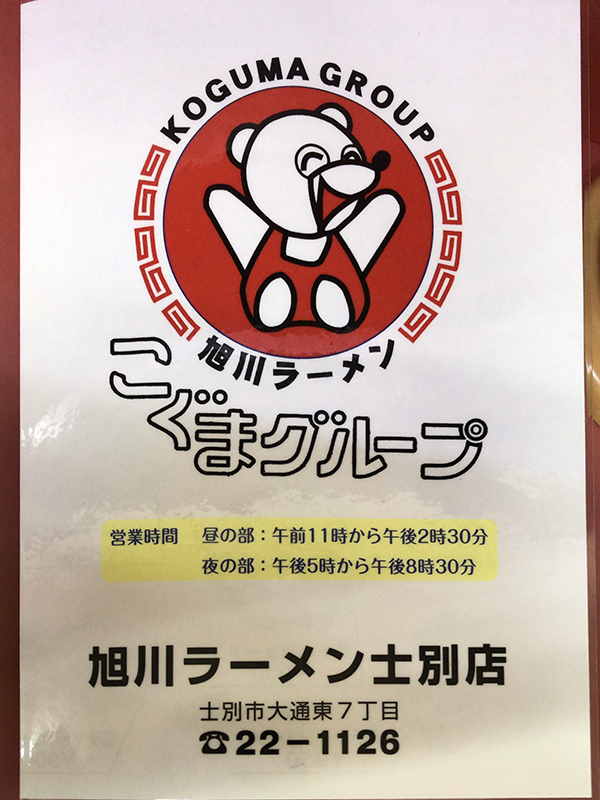 KOGUMA GROUP
旭川ラーメン
こぐまグループ
営業時間 昼の部：午前11時から午後2時30分
夜の部：午後5時から午後8時30分
旭川ラーメン士別店
士別市大通東7丁目
☎22-1126